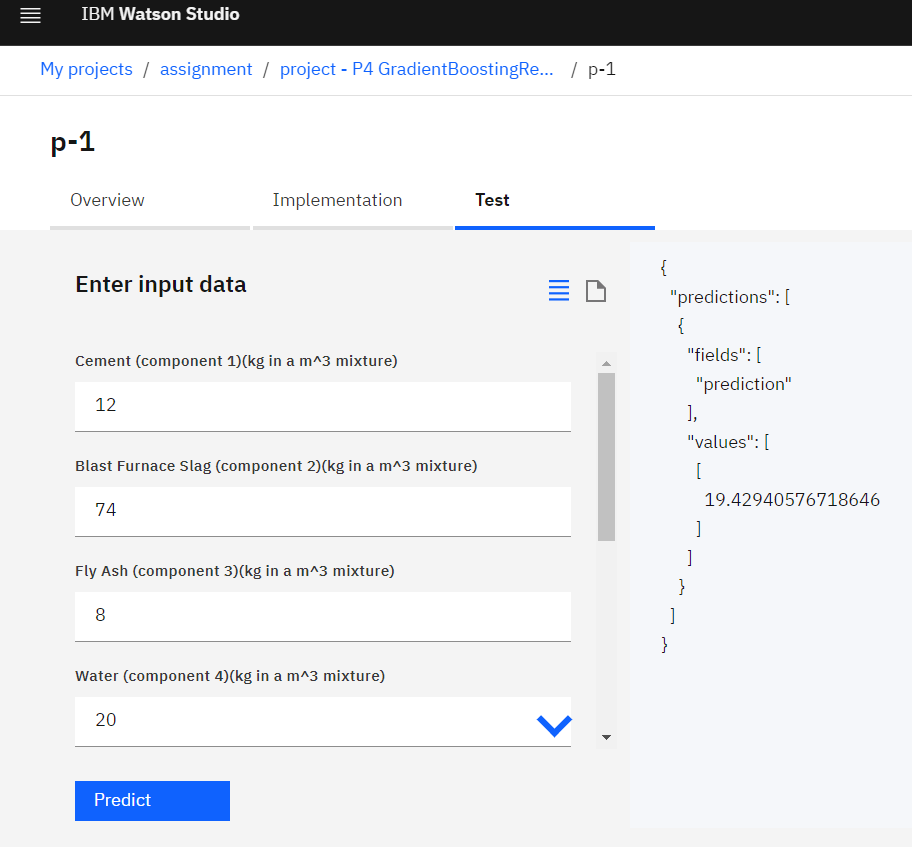 IBM Watson Studio
My projects / assignment / project - P4 GradientBoostingRe... / p-1
p-1
Overview Implementation Test
Enter input data
Cement (component 1)(kg in a m^3 mixture)
12
Blast Furnace Slag (component 2)(kg in a m^3 mixture)
74
Fly Ash (component 3)(kg in a m^3 mixture)
8
Water (component 4)(kg in a m^3 mixture)
20
Predict
{
"predictions": [
{
"fields": [
"prediction"
],
"values": [
[
19.42940576718646
]
]
}
]
}